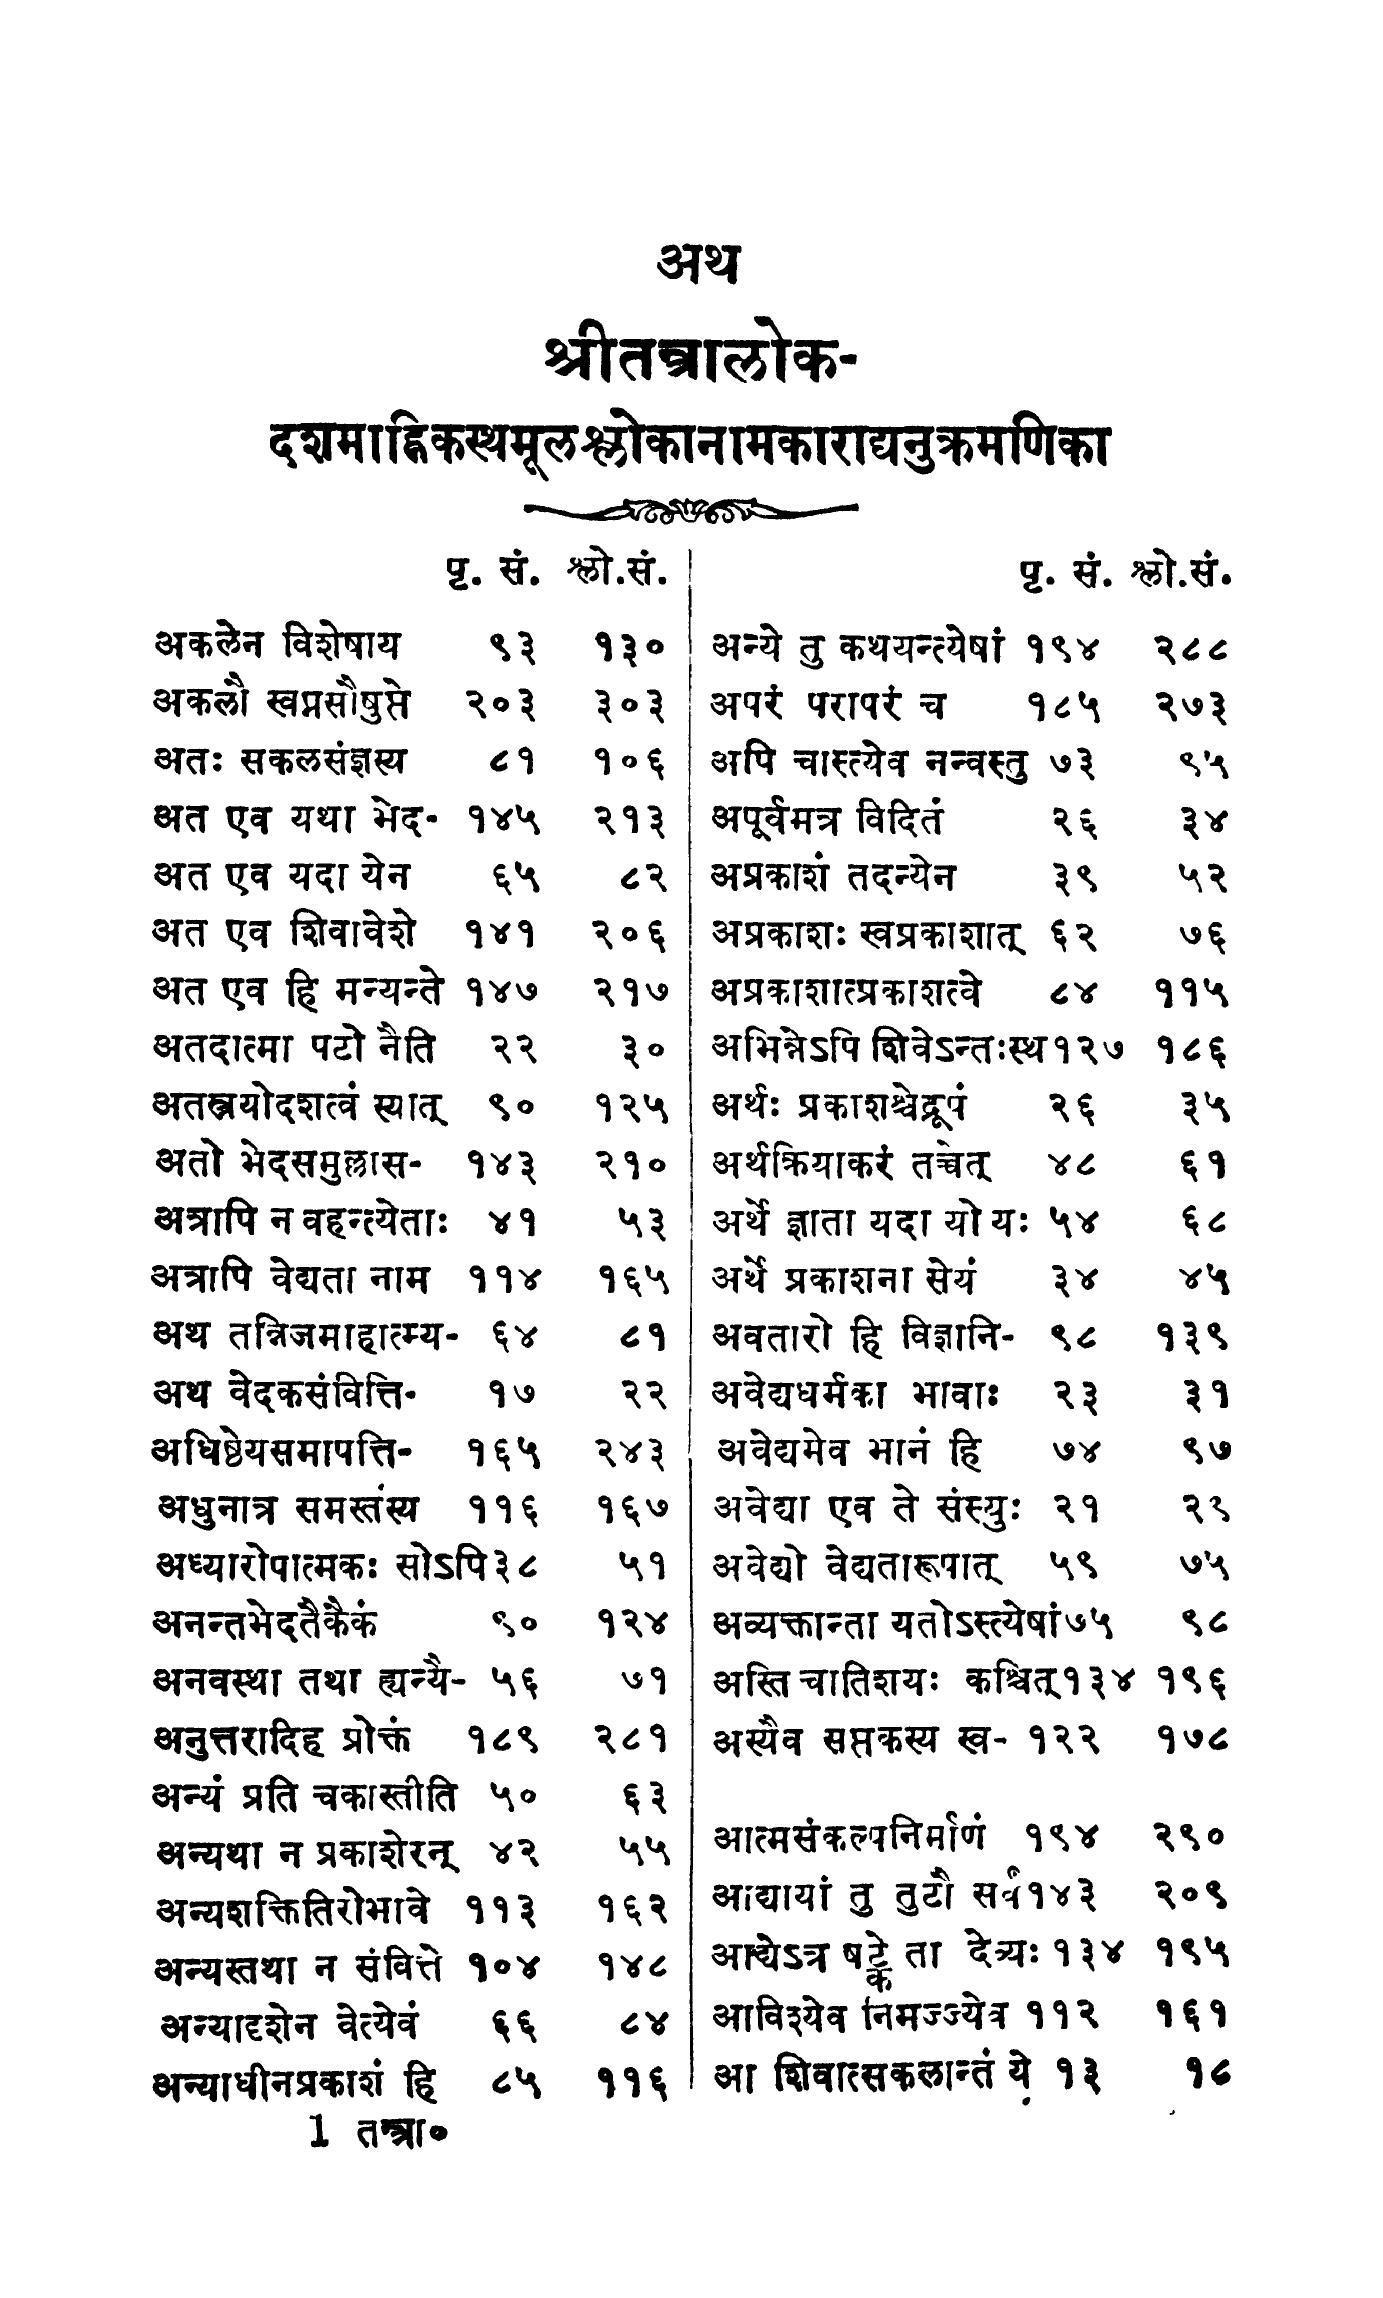 अथ
श्रीतन्त्रालोक-
दशमाह्निकस्थमूलश्लोकानामकाराद्यनुक्रमणिका
पृ. सं. श्लो.सं.
अकलेन विशेषाय ९३ १३०
अकलौ स्वप्नसौषुप्ते २०३ ३०३
अतः सकलसंज्ञस्य ८१ १०६
अत एव यथा भेद- १४५ २१३
अत एव यदा येन ६५ ८२
अत एव शिवावेशे १४१ २०६
अत एव हि मन्यन्ते १४७ २१७
अतदात्मा पटो नैति २२ ३०
अतस्त्रयोदशत्वं स्यात् ९० १२५
अतो भेदसमुल्लास- १४३ २१०
अत्रापि न वहन्त्येताः ४१ ५३
अत्रापि वेद्यता नाम ११४ १६५
अथ तन्निजमाहात्म्य- ६४ ८१
अथ वेदकसंवित्ति- १७ २२
अधिष्ठेयसमापत्ति- १६५ २४३
अधुनात्र समस्तस्य ११६ १६७
अध्यारोपात्मकः सोऽपि ३८ ५१
अनन्तभेदतैकैकं ९० १२४
अनवस्था तथा ह्यन्यै- ५६ ७१
अनुत्तरादिह प्रोक्तं १८९ २८१
अन्यं प्रति चकास्तीति ५० ६३
अन्यथा न प्रकाशेरन् ४२ ५५
अन्यशक्तितिरोभावे ११३ १६२
अन्यस्तथा न संवित्ते १०४ १४८
अन्यादृशेन वेत्येवं ६६ ८४
अन्याधीनप्रकाशं हि ८५ ११६
पृ. सं. श्लो.सं.
अन्ये तु कथयन्त्येषां १९४ २८८
अपरं परापरं च १८५ २७३
अपि चास्त्येव नन्वस्तु ७३ ९५
अपूर्वमत्र विदितं २६ ३४
अप्रकाशं तदन्येन ३९ ५२
अप्रकाशः स्वप्रकाशात् ६२ ७६
अप्रकाशात्प्रकाशत्वे ८४ ११५
अभिन्नेऽपि शिवेऽन्तःस्थ १२७ १८६
अर्थः प्रकाशश्चेद्रूपं २६ ३५
अर्थक्रियाकरं तच्चेत् ४८ ६१
अर्थे ज्ञाता यदा यो यः ५४ ६८
अर्थे प्रकाशना सेयं ३४ ४५
अवतारो हि विज्ञानि- ९८ १३९
अवेद्यधर्मका भावाः २३ ३१
अवेद्यमेव भानं हि ७४ ९७
अवेद्या एव ते संस्युः २१ २९
अवेद्यो वेद्यतारूपात् ५९ ७५
अव्यक्तान्ता यतोऽस्त्येषां ७५ ९८
अस्ति चातिशयः कश्चित् १३४ १९६
अस्यैव सप्तकस्य स्व- १२२ १७८
आत्मसंकल्पनिर्माणं १९४ २९०
आद्यायां तु तुटौ सर्वं १४३ २०९
आद्येऽत्र षट्के ता देव्यः १३४ १९५
आविश्येव निमज्ज्येव ११२ १६१
आ शिवात्सकलान्तं ये १३ १८
1 तन्त्रा०